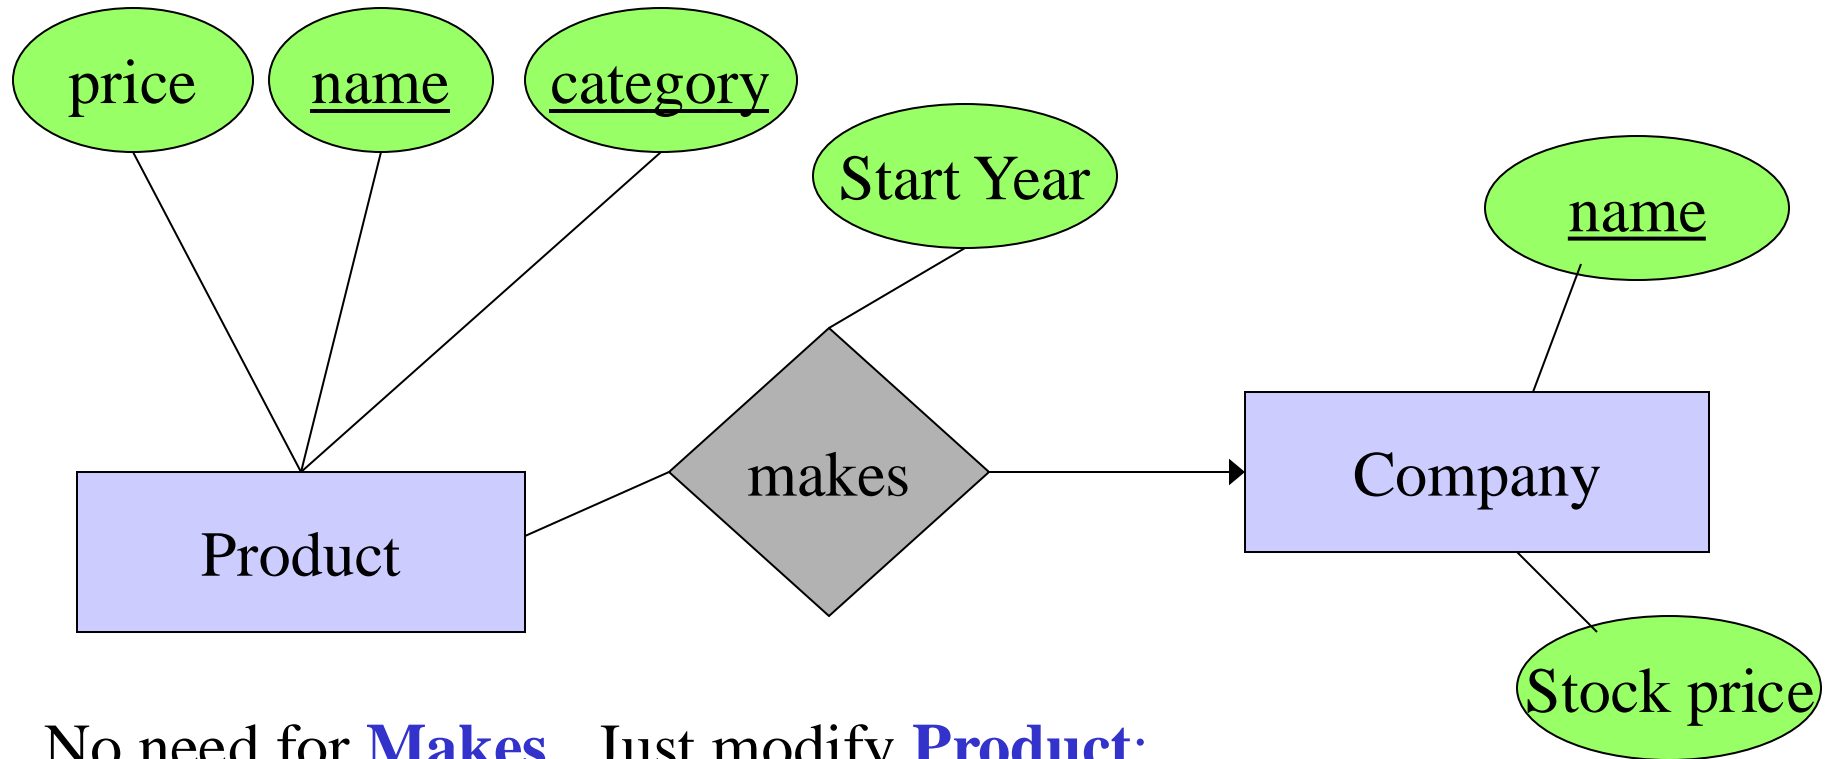 price
name
category
Start Year
name
makes
Company
Product
Stock price
No need for Makes. Just modify Product: